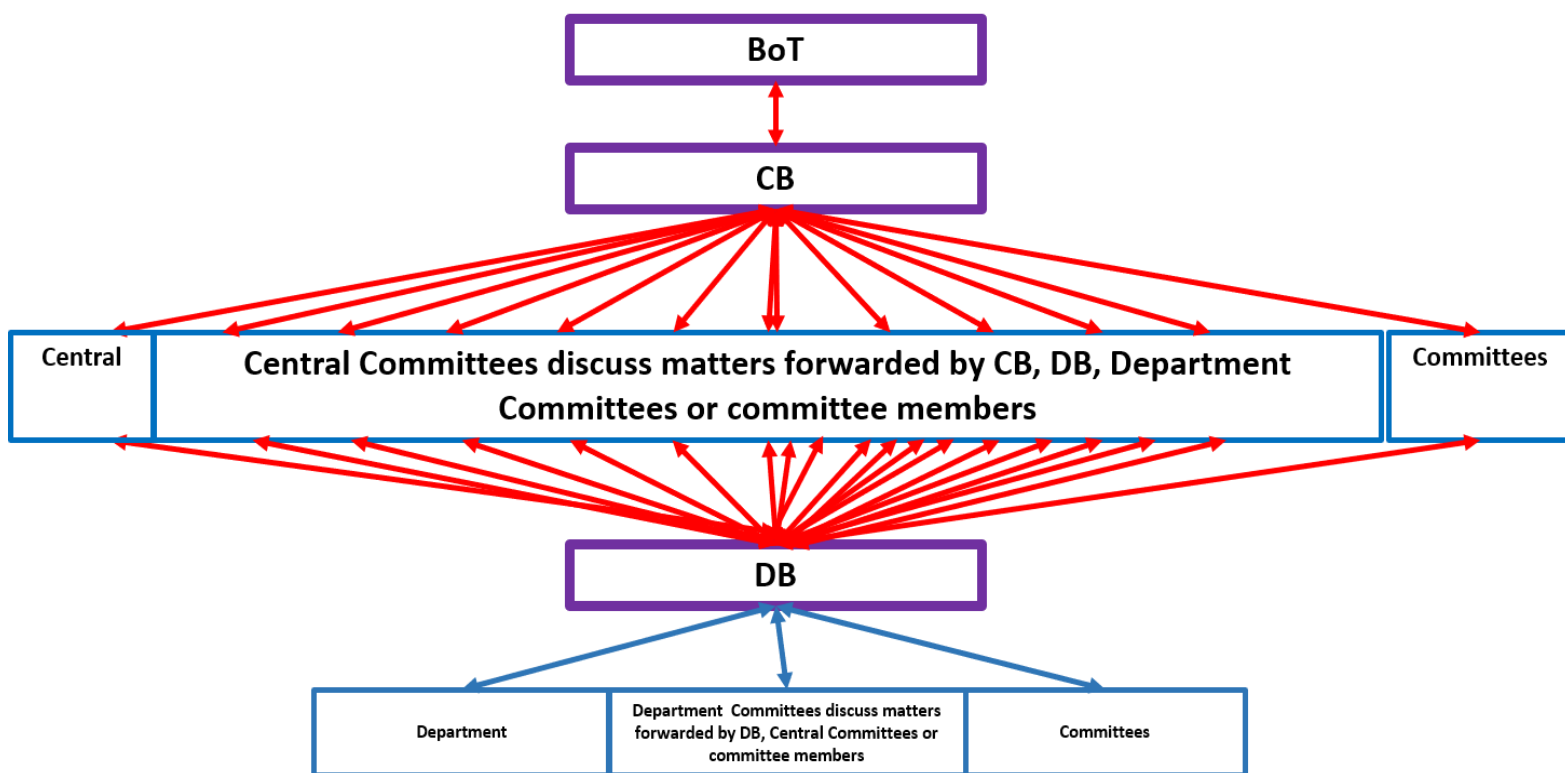 BoT
CB
Central
Central Committees discuss matters forwarded by CB, DB, Department
Committees or committee members
Committees
DB
Department
Department Committees discuss matters
forwarded by DB, Central Committees or
committee members
Committees